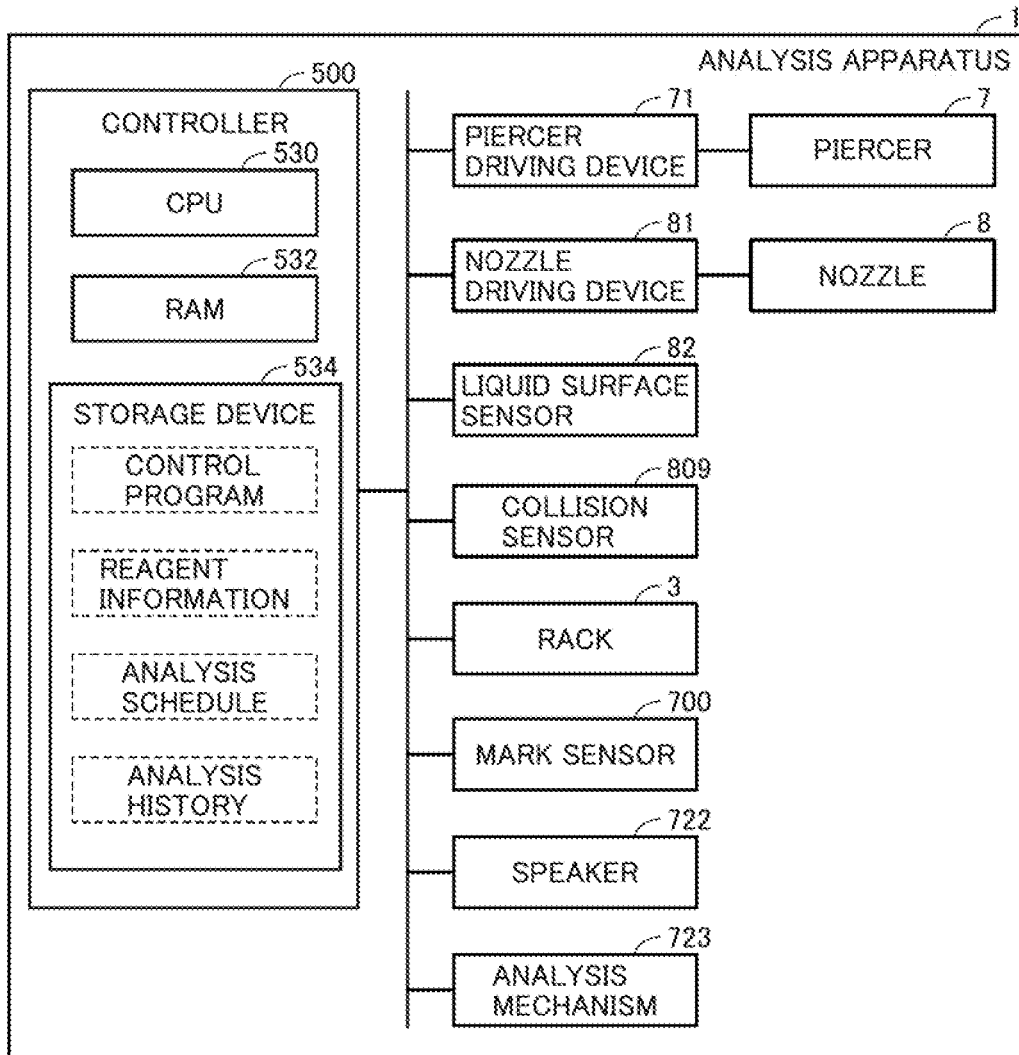 1
ANALYSIS APPARATUS
500
CONTROLLER
530
CPU
532
RAM
534
STORAGE DEVICE
CONTROL
PROGRAM
REAGENT
INFORMATION
ANALYSIS
SCHEDULE
ANALYSIS
HISTORY
71
PIERCER
DRIVING DEVICE
7
PIERCER
81
NOZZLE
DRIVING DEVICE
8
NOZZLE
82
LIQUID SURFACE
SENSOR
809
COLLISION
SENSOR
3
RACK
700
MARK SENSOR
722
SPEAKER
723
ANALYSIS
MECHANISM